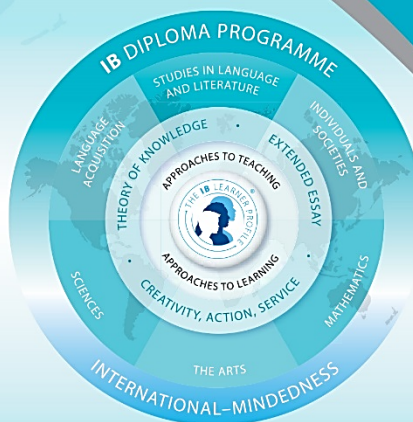 IB DIPLOMA PROGRAMME
STUDIES IN LANGUAGE
AND LITERATURE
LANGUAGE
ACQUISITION
INDIVIDUALS AND
SOCIETIES
THEORY OF KNOWLEDGE
EXTENDED ESSAY
APPROACHES TO TEACHING
THE IB LEARNER PROFILE
®
APPROACHES TO LEARNING
CREATIVITY, ACTION, SERVICE
SCIENCES
MATHEMATICS
THE ARTS
INTERNATIONAL–MINDEDNESS